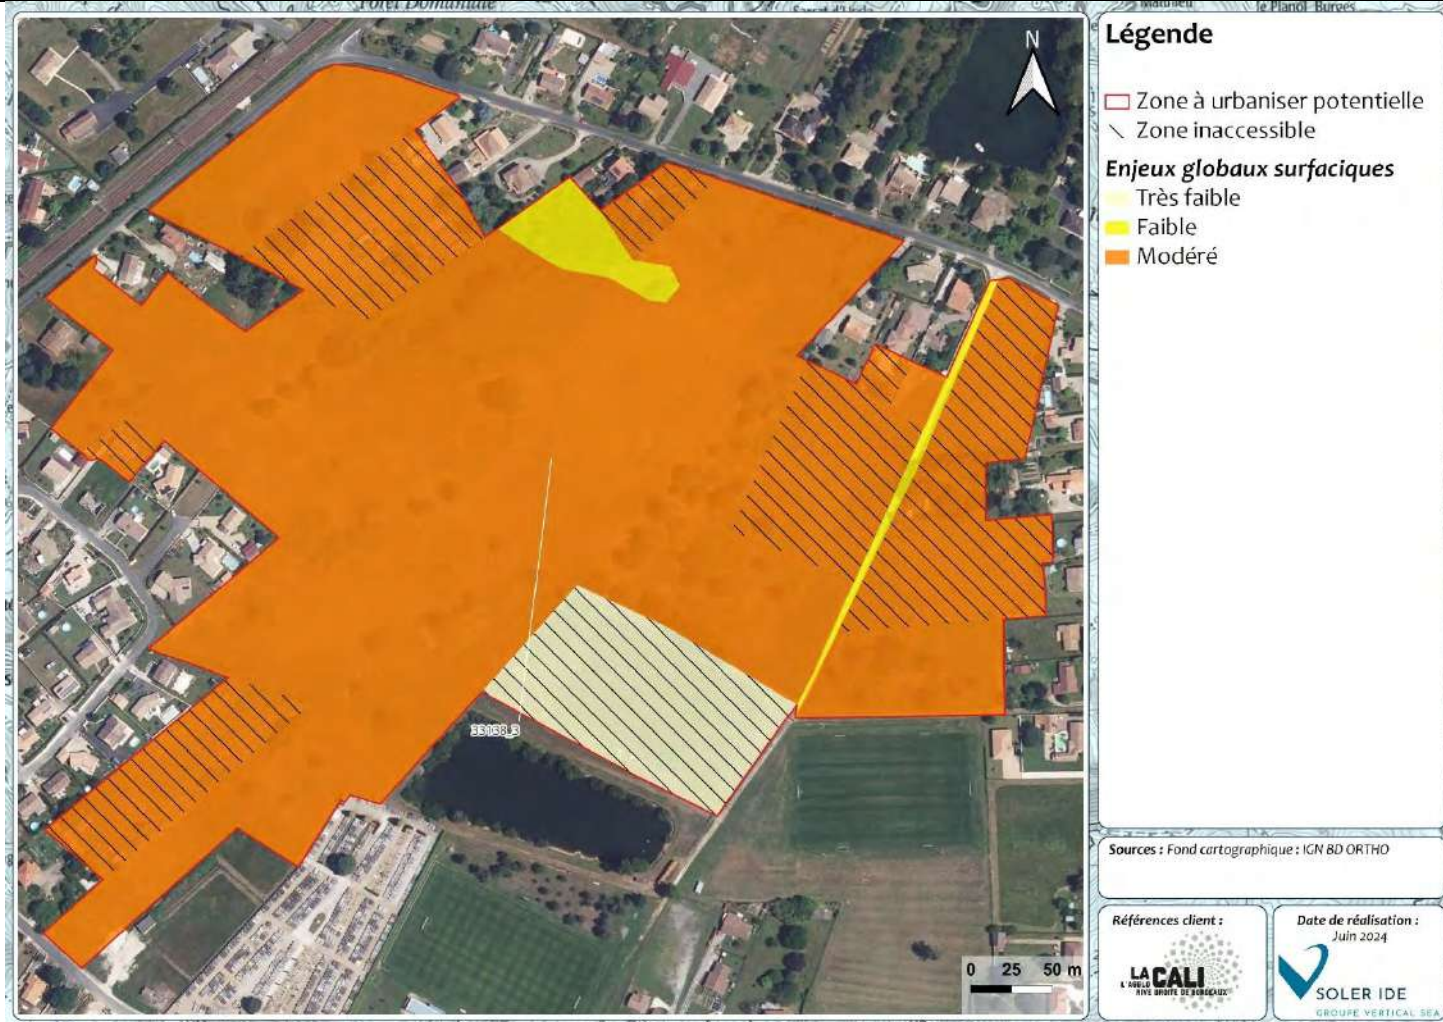 Forêt Domaniale
le Planol Burges
N
Légende
Zone à urbaniser potentielle
Zone inaccessible
Enjeux globaux surfaciques
Très faible
Faible
Modéré
33138_3
0 25 50 m
Sources : Fond cartographique : IGN BD ORTHO
Références client :
LA CALI
L'AGGLO
RIVE DROITE DE BORDEAUX
Date de réalisation :
Juin 2024
SOLER IDE
GROUPE VERTICAL SEA